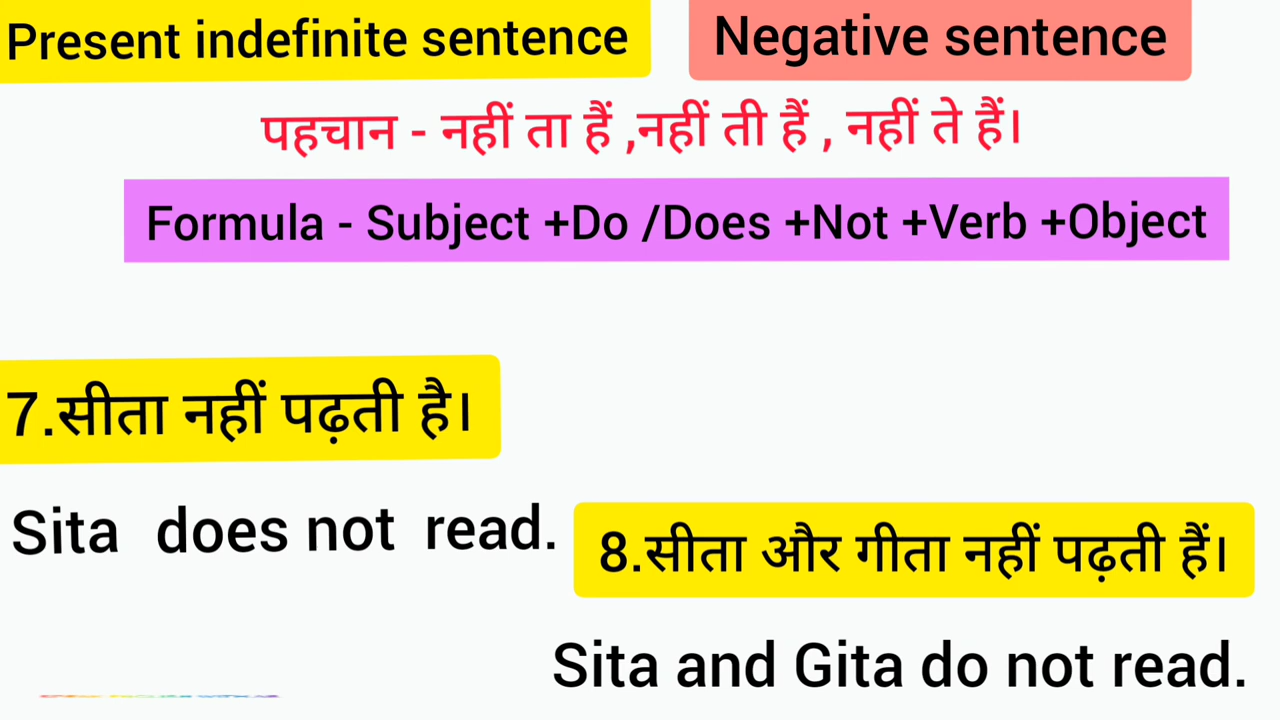 Present indefinite sentence
Negative sentence
पहचान - नहीं ता हैं ,नहीं ती हैं , नहीं ते हैं।
Formula - Subject +Do /Does +Not +Verb +Object
7.सीता नहीं पढ़ती है।
Sita does not read.
8.सीता और गीता नहीं पढ़ती हैं।
Sita and Gita do not read.